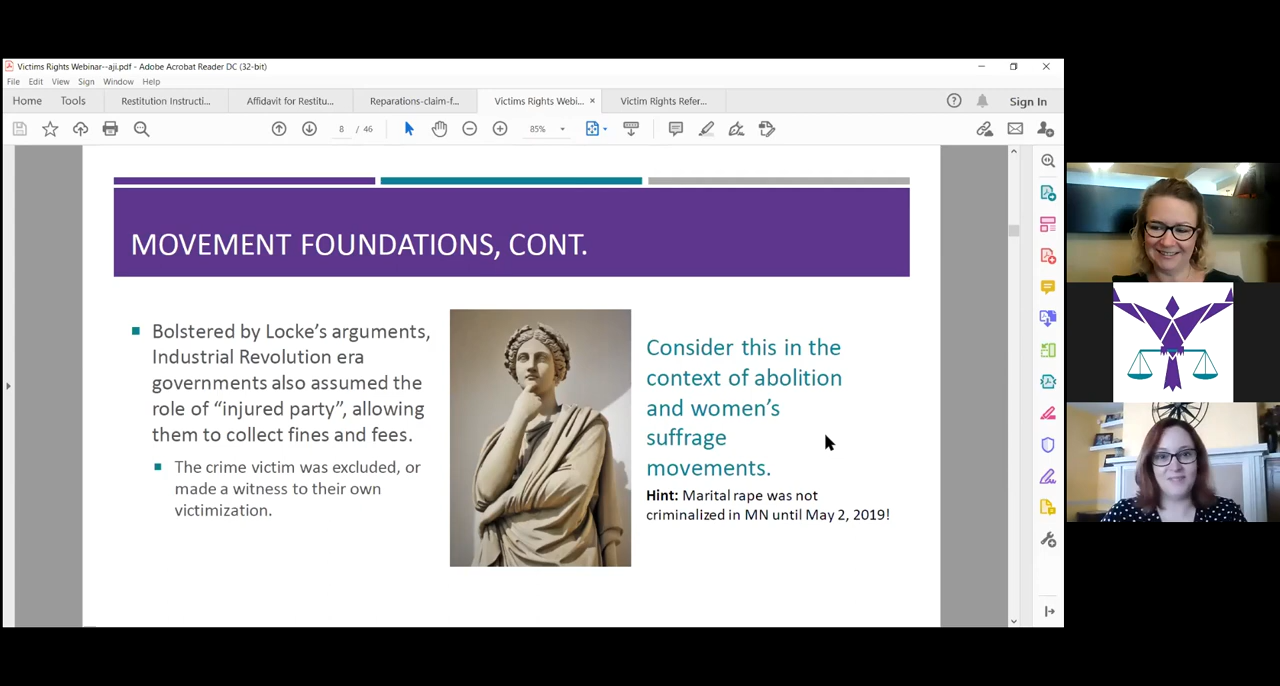 Victims Rights Webinar--aji.pdf - Adobe Acrobat Reader DC (32-bit)
File Edit View Sign Window Help
Home Tools Restitution Instructi... Affidavit for Restitu... Reparations-claim-f... Victims Rights Webi... × Victim Rights Refer... Sign In
8 / 46 85%
MOVEMENT FOUNDATIONS, CONT.
Bolstered by Locke's arguments,
Industrial Revolution era
governments also assumed the
role of “injured party”, allowing
them to collect fines and fees.
The crime victim was excluded, or
made a witness to their own
victimization.
Consider this in the
context of abolition
and women's
suffrage
movements.
Hint: Marital rape was not
criminalized in MN until May 2, 2019!